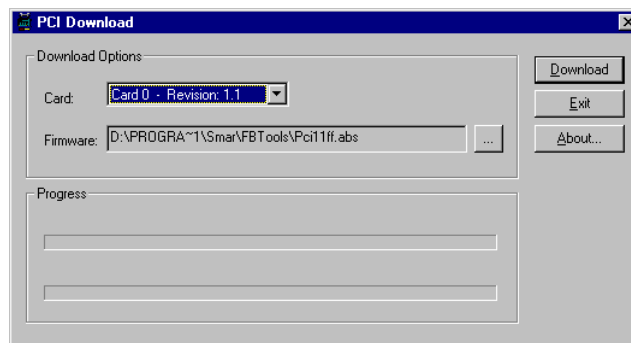 PCI Download
Download Options
Card:
Card 0 - Revision: 1.1
Firmware:
D:\PROGRA~1\Smar\FBTools\Pci11ff.abs
...
Download
Exit
About...
Progress